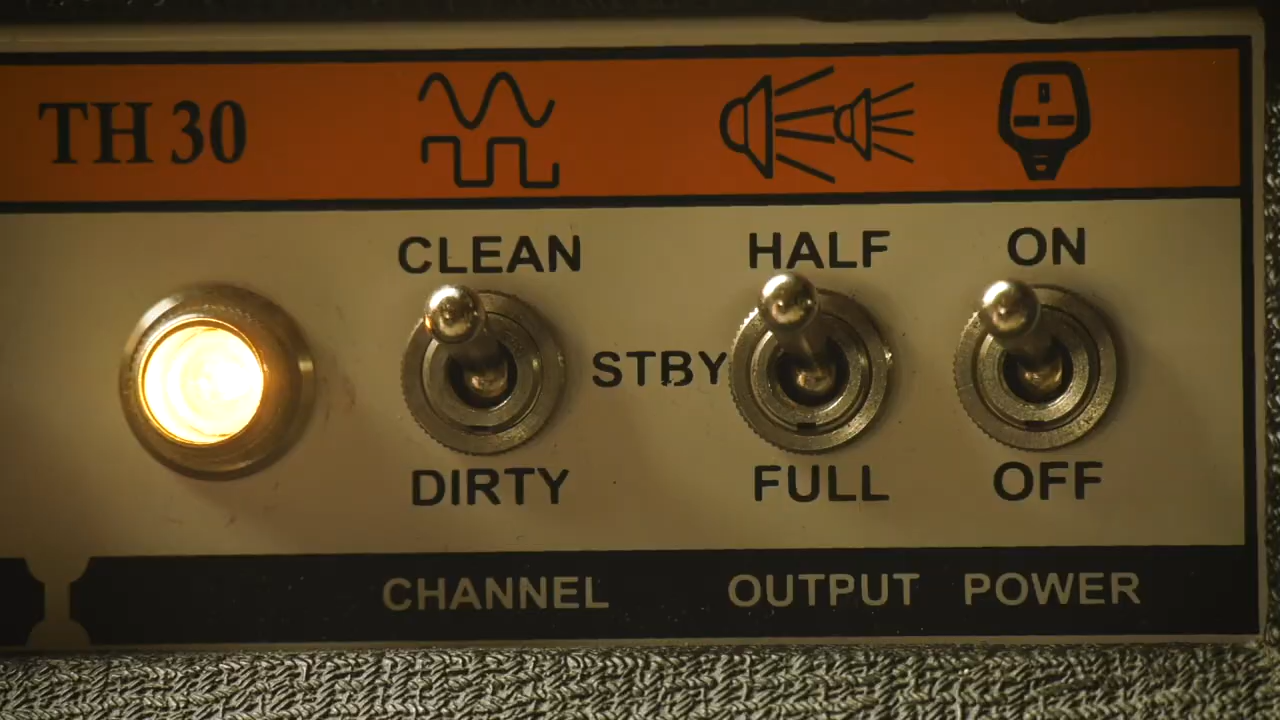 TH 30
CLEAN HALF ON
STBY
DIRTY FULL OFF
CHANNEL OUTPUT POWER